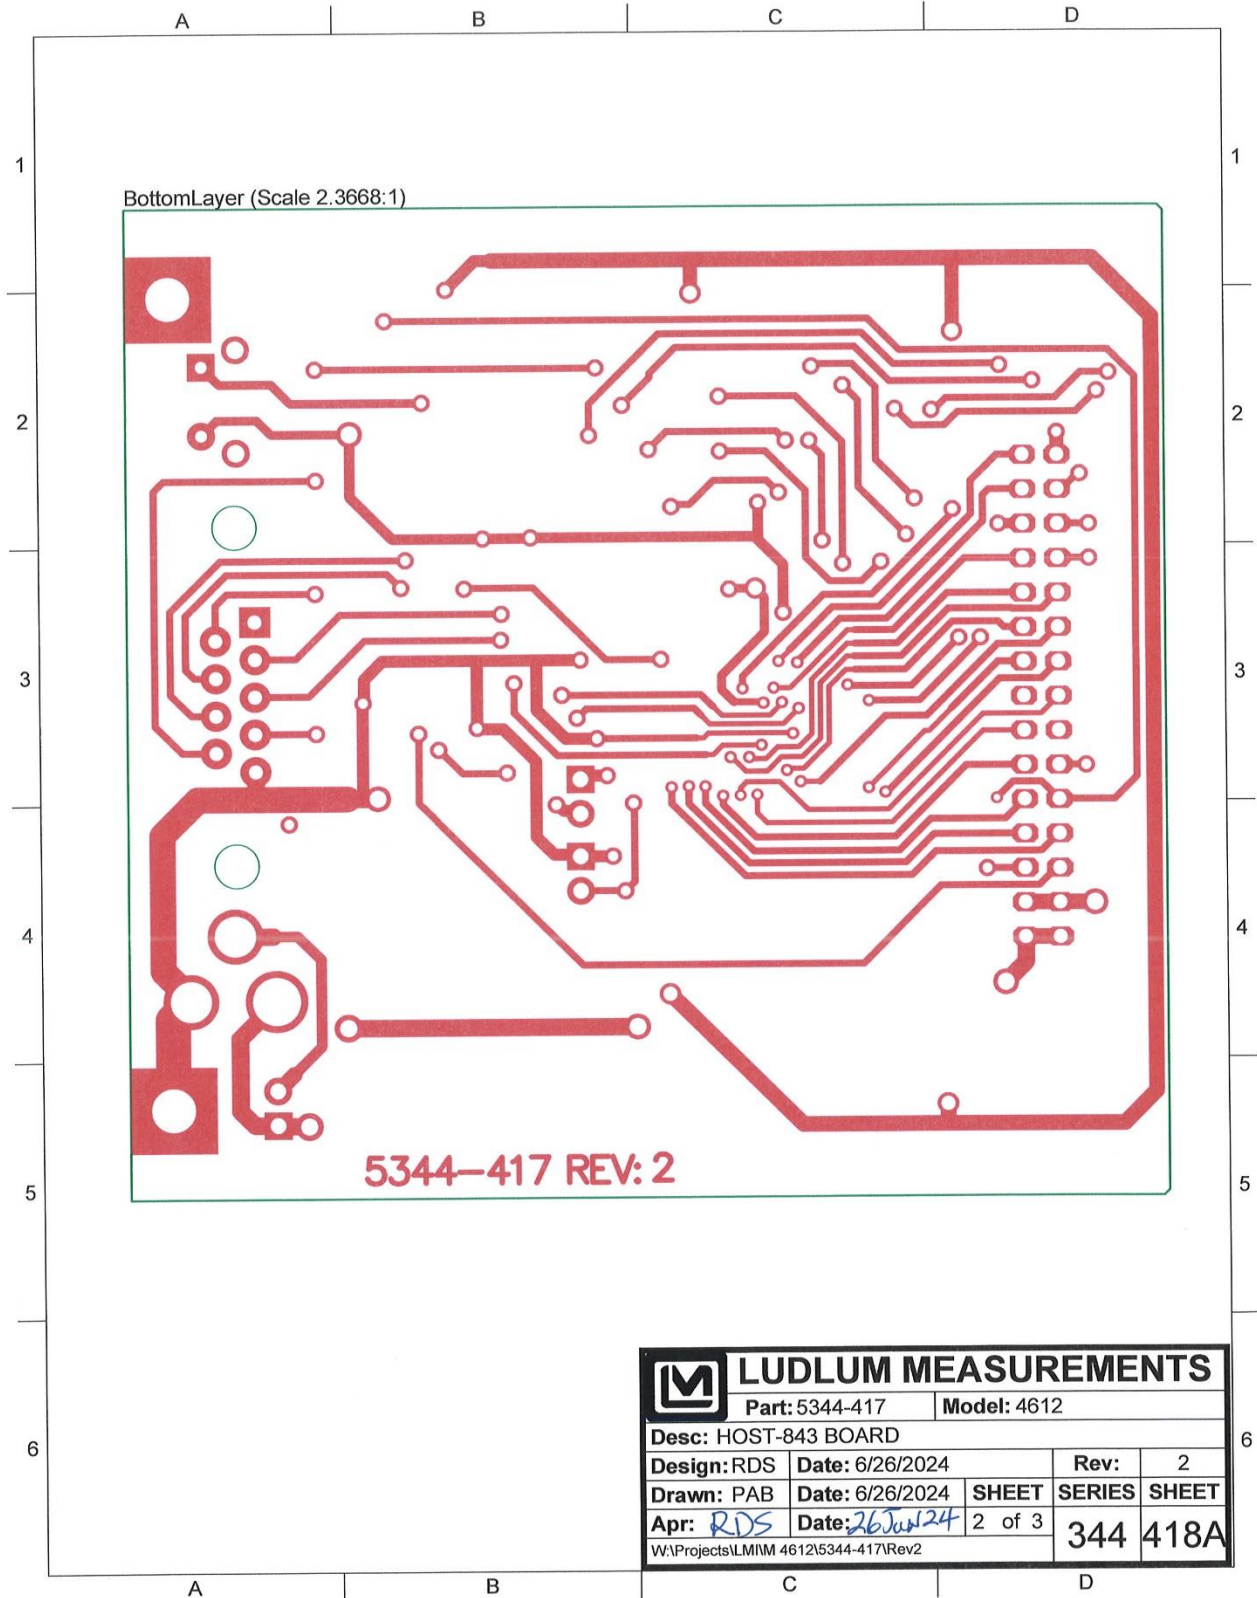 A B C D
1 1
BottomLayer (Scale 2.3668:1)
2 2
3 3
4 4
5344-417 REV: 2
5 5
LM LUDLUM MEASUREMENTS
Part: 5344-417 Model: 4612
Desc: HOST-843 BOARD
6 6
Design: RDS Date: 6/26/2024 Rev: 2
Drawn: PAB Date: 6/26/2024 SHEET SERIES SHEET
Apr: RDS Date: 26Jun24 2 of 3 344 418A
W:\Projects\LMI\M 4612\5344-417\Rev2
A B C D